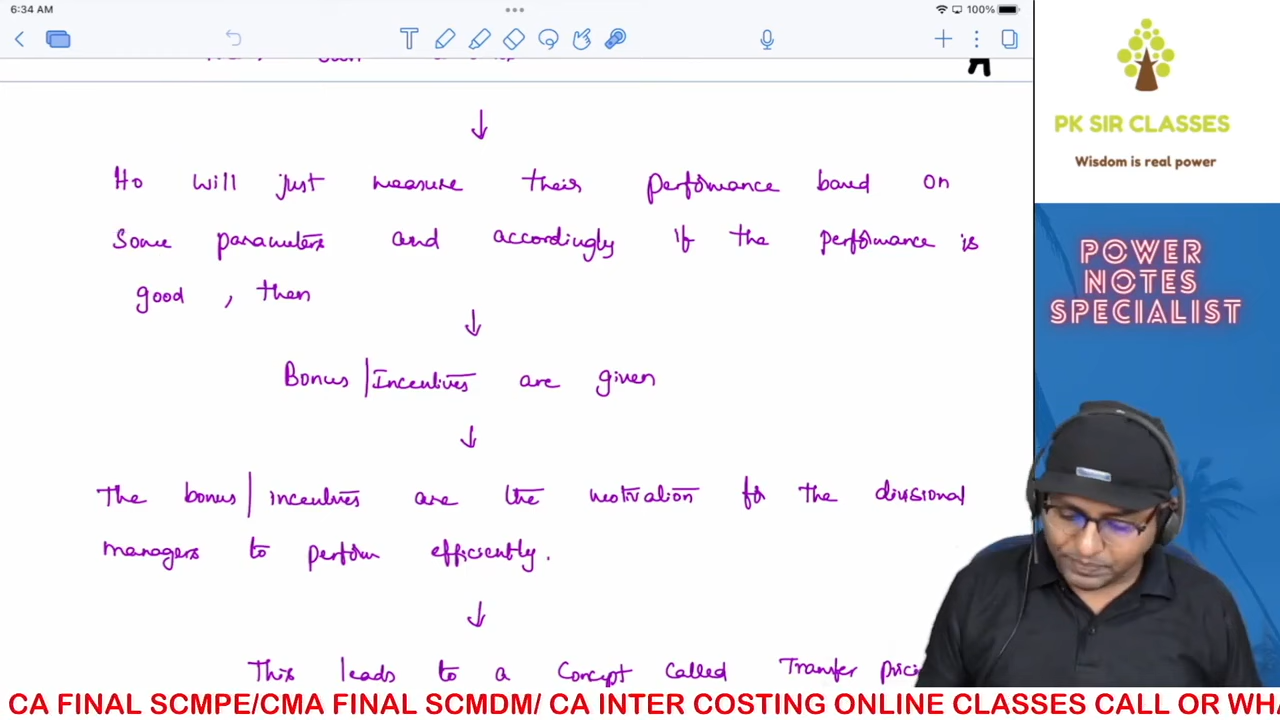 6:34 AM
100%
T
PK SIR CLASSES
Wisdom is real power
POWER
NOTES
SPECIALIST
Ho will just measure their performance based on
Some parameters and accordingly if the performance is
good , then
Bonus | Incentives are given
The bonus | incentives are the motivation for the divisional
managers to perform efficiently.
This leads to a Concept called Transfer
CA FINAL SCMPE/CMA FINAL SCMDM/ CA INTER COSTING ONLINE CLASSES CALL OR